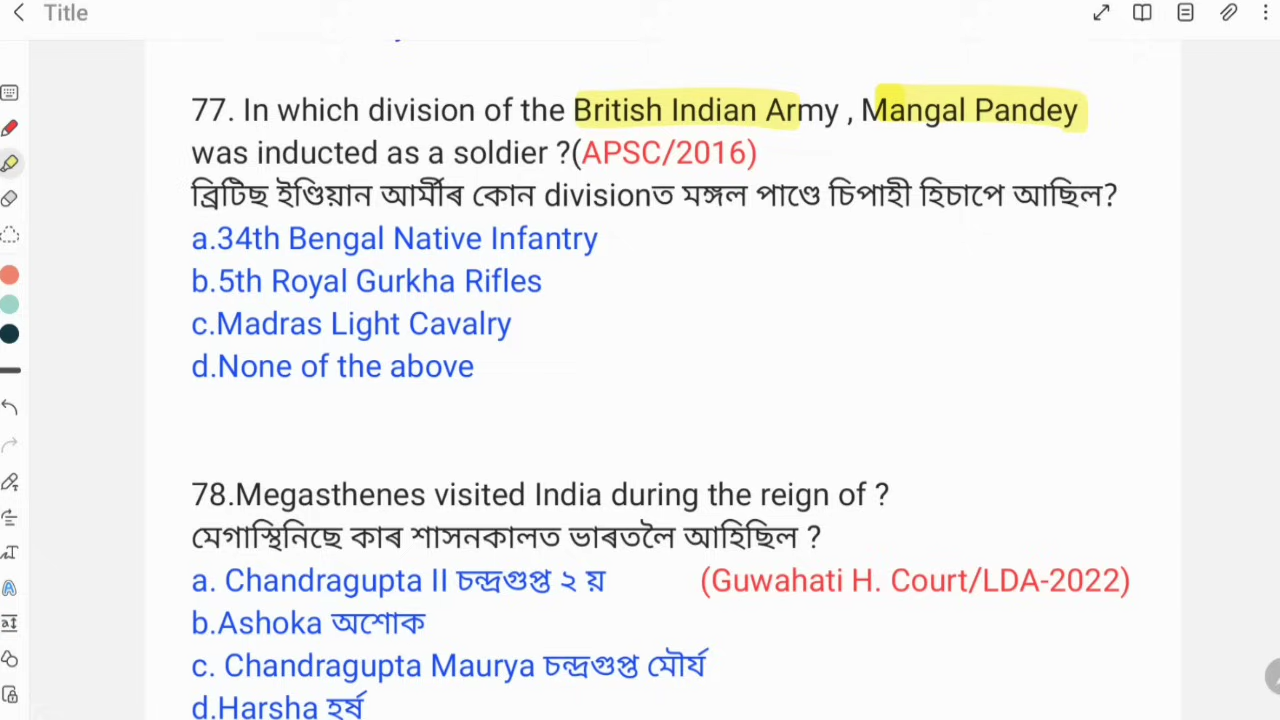 Title
77. In which division of the British Indian Army , Mangal Pandey
was inducted as a soldier ?(APSC/2016)
ব্ৰিটিছ ইণ্ডিয়ান আৰ্মীৰ কোন divisionত মঙ্গল পাণ্ডে চিপাহী হিচাপে আছিল?
a.34th Bengal Native Infantry
b.5th Royal Gurkha Rifles
c.Madras Light Cavalry
d.None of the above
78.Megasthenes visited India during the reign of ?
মেগাস্থিনিছে কাৰ শাসনকালত ভাৰতলৈ আহিছিল ?
a. Chandragupta II চন্দ্ৰগুপ্ত ২ য় (Guwahati H. Court/LDA-2022)
b.Ashoka অশোক
c. Chandragupta Maurya চন্দ্ৰগুপ্ত মৌৰ্য
d.Harsha হৰ্ষ